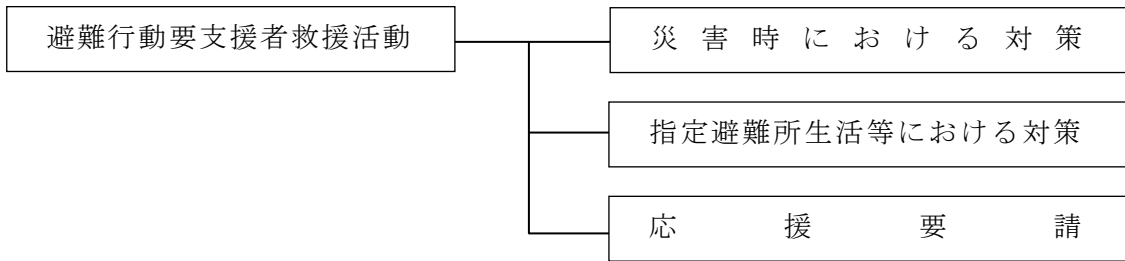 避難行動要支援者救援活動
災害時における対策
指定避難所生活等における対策
応援要請